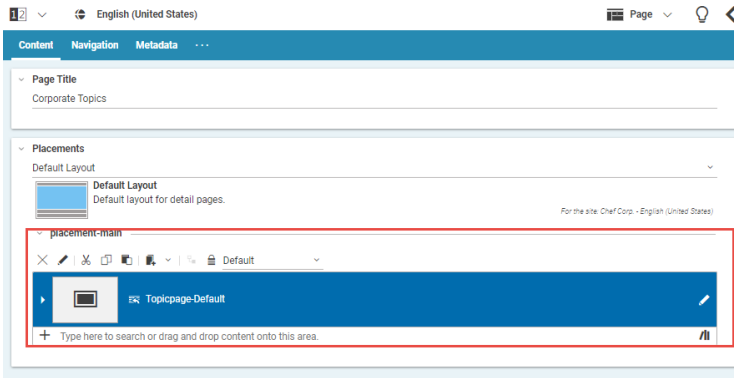 12 English (United States) Page
Content Navigation Metadata ...
Page Title
Corporate Topics
Placements
Default Layout
Default Layout
Default layout for detail pages.
For the site: Chef Corp. - English (United States)
placement-main
Default
Topicpage-Default
Type here to search or drag and drop content onto this area.